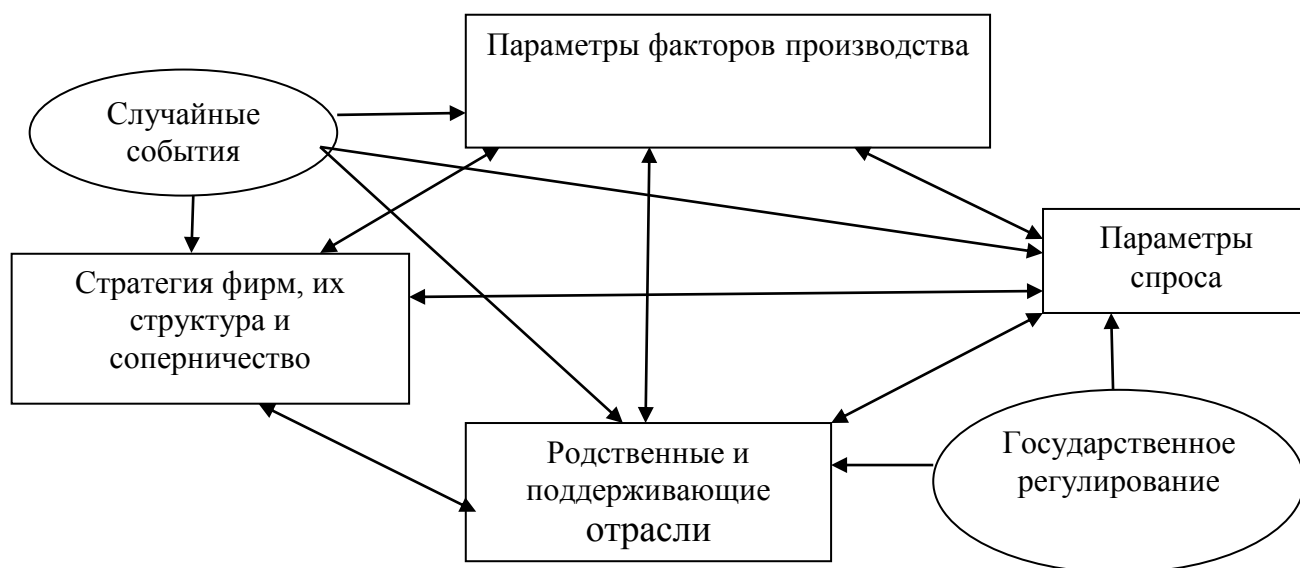 Параметры факторов производства
Случайные
события
Параметры
спроса
Стратегия фирм, их
структура и
соперничество
Родственные и
поддерживающие
отрасли
Государственное
регулирование